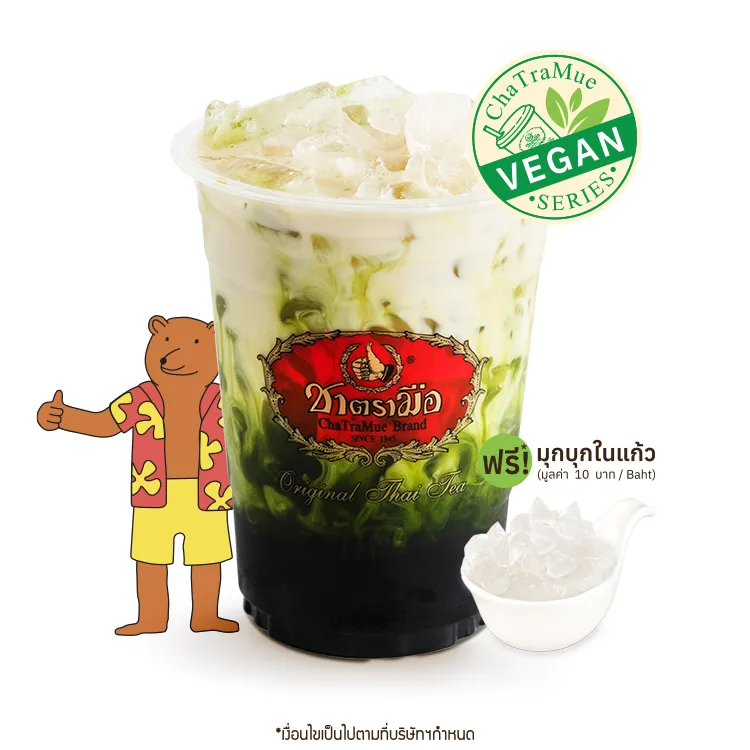 ChaTraMue
VEGAN
•SERIES•
®
ชาตรามือ
ChaTraMue Brand
SINCE 1945
Original Thai Tea
ฟรี!
มุกบุกในแก้ว
(มูลค่า 10 บาท / Baht)
*เงื่อนไขเป็นไปตามที่บริษัทฯกำหนด